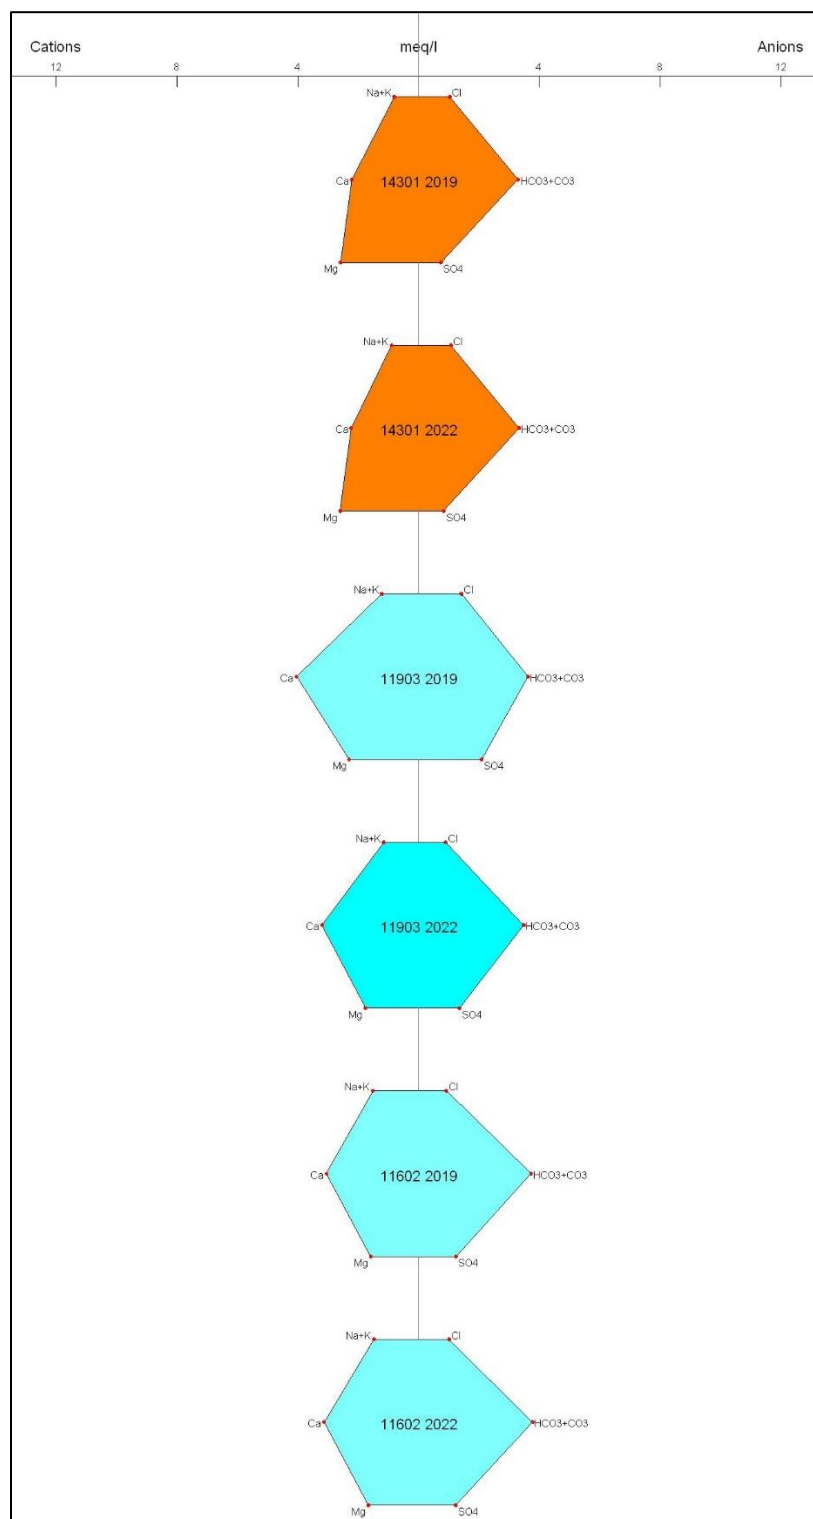 Cations meq/l Anions
12 8 4 4 8 12
Na+K Cl
Ca 14301 2019 HCO3+CO3
Mg SO4
Na+K Cl
Ca 14301 2022 HCO3+CO3
Mg SO4
Na+K Cl
Ca 11903 2019 HCO3+CO3
Mg SO4
Na+K Cl
Ca 11903 2022 HCO3+CO3
Mg SO4
Na+K Cl
Ca 11602 2019 HCO3+CO3
Mg SO4
Na+K Cl
Ca 11602 2022 HCO3+CO3
Mg SO4